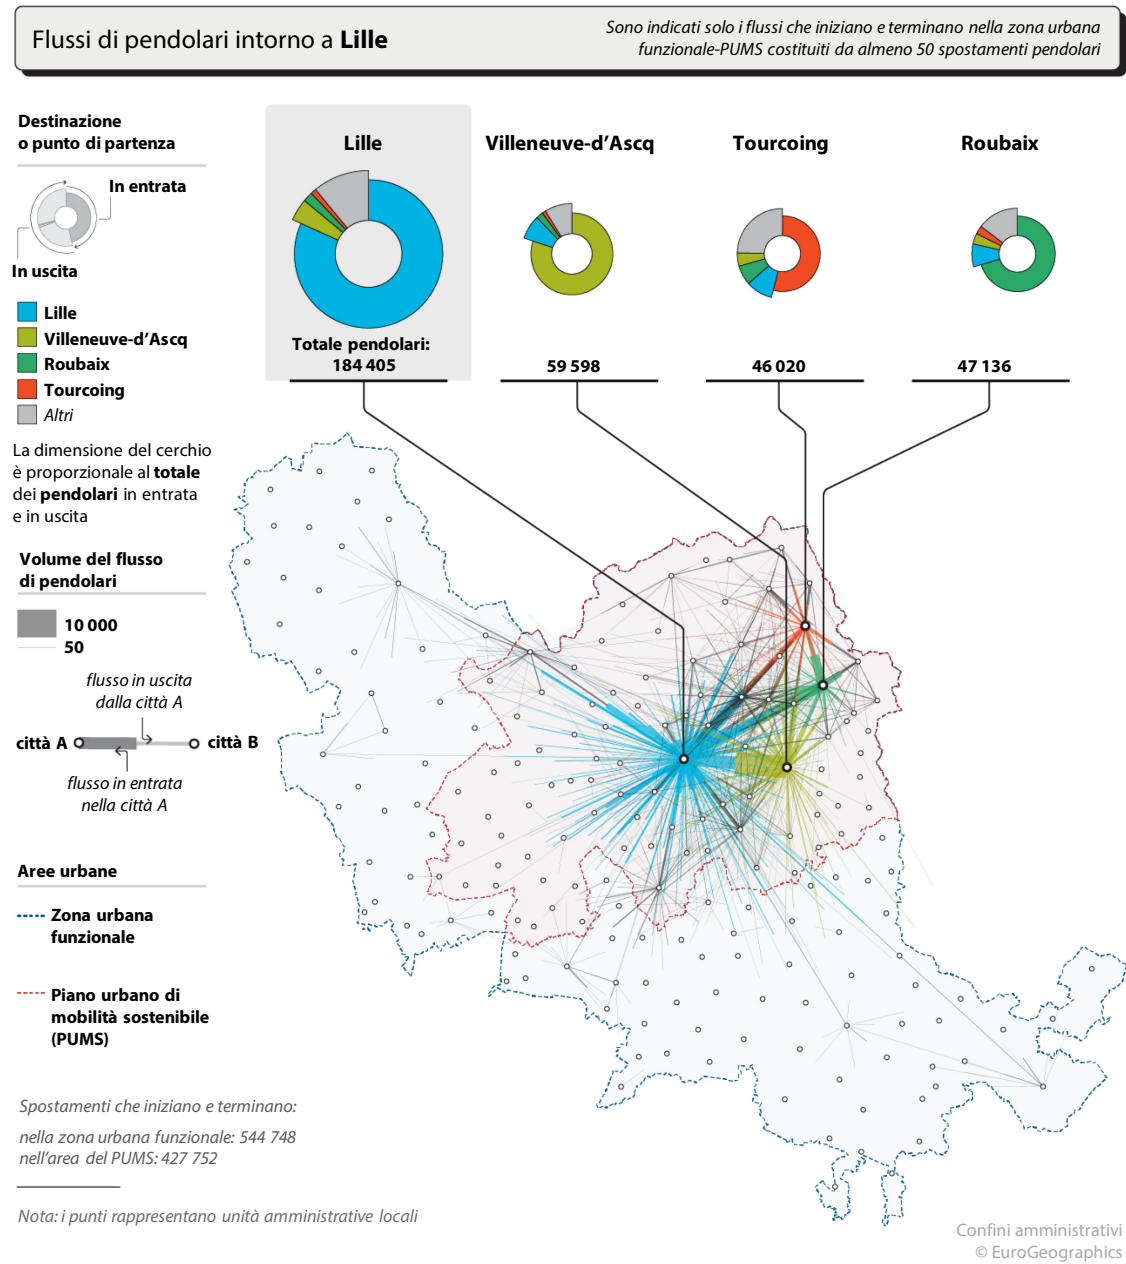 Flussi di pendolari intorno a Lille
Sono indicati solo i flussi che iniziano e terminano nella zona urbana
funzionale-PUMS costituiti da almeno 50 spostamenti pendolari
Destinazione
o punto di partenza
In entrata
In uscita
Lille
Villeneuve-d'Ascq
Roubaix
Tourcoing
Altri
La dimensione del cerchio
è proporzionale al totale
dei pendolari in entrata
e in uscita
Volume del flusso
di pendolari
10 000
50
flusso in uscita
dalla città A
città A
città B
flusso in entrata
nella città A
Aree urbane
Zona urbana
funzionale
Piano urbano di
mobilità sostenibile
(PUMS)
Lille
Villeneuve-d'Ascq
Tourcoing
Roubaix
Totale pendolari:
184 405
59 598
46 020
47 136
Spostamenti che iniziano e terminano:
nella zona urbana funzionale: 544 748
nell'area del PUMS: 427 752
Nota: i punti rappresentano unità amministrative locali
Confini amministrativi
© EuroGeographics